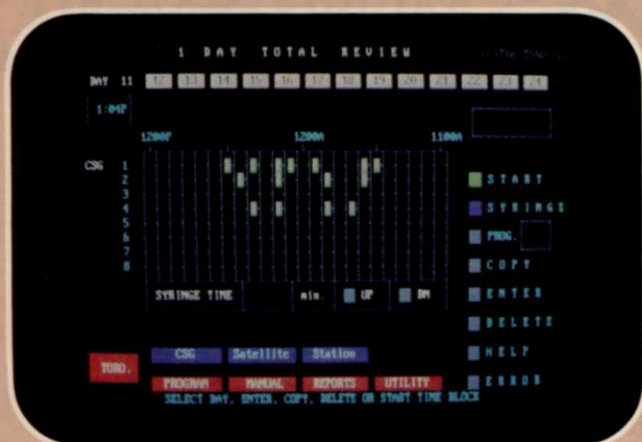 1 DAY TOTAL REVIEW
DAY 11 12 13 14 15 16 17 18 19 20 21 22 23 24
1:04P
1200P 1200A 1100A
CSG 1
2
3
4
5
6
7
8
START
SYRINGE
PROG.
COPY
ENTER
DELETE
HELP
ERROR
SYRINGE TIME min. UP DN
TORO.
CSG Satellite Station
PROGRAM MANUAL REPORTS UTILITY
SELECT DAY, ENTER, COPY, DELETE OR START TIME BLOCK